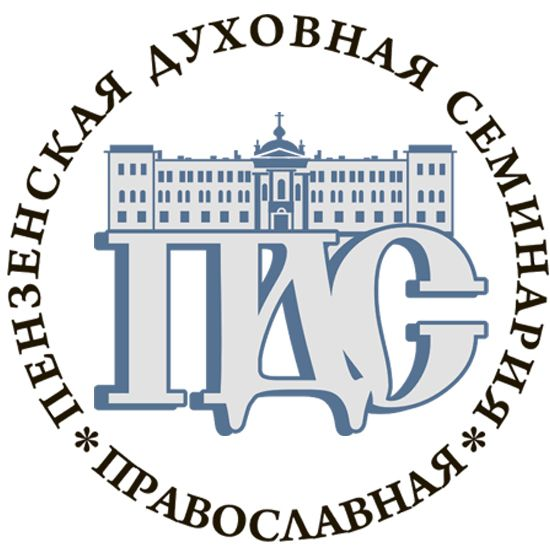 ПЕНЗЕНСКАЯ ДУХОВНАЯ СЕМИНАРИЯ
* ПРАВОСЛАВНАЯ *
ПДС